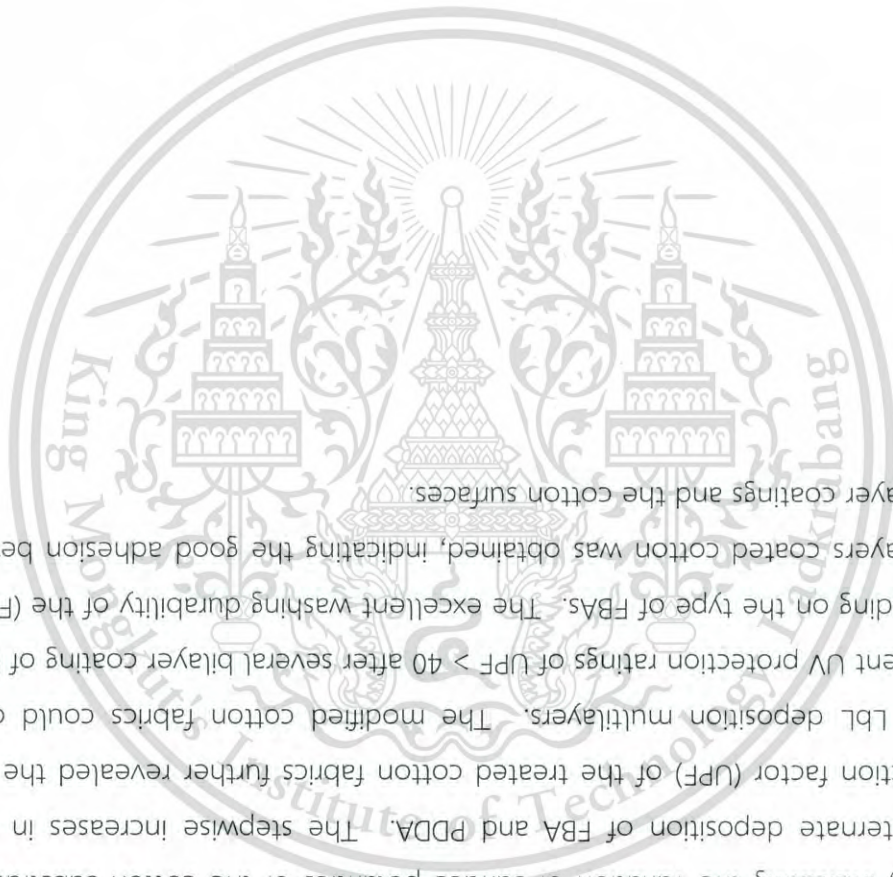 alternate deposition of FBA and PDDA. The stepwise increases in
ction factor (UPF) of the treated cotton fabrics further revealed the
LbL deposition multilayers. The modified cotton fabrics could
ent UV protection ratings of UPF > 40 after several bilayer coating of
ding on the type of FBAs. The excellent washing durability of the (F
ayers coated cotton was obtained, indicating the good adhesion be
ayer coatings and the cotton surfaces.
King Mongkut's Institute of Technology Ladkrabang